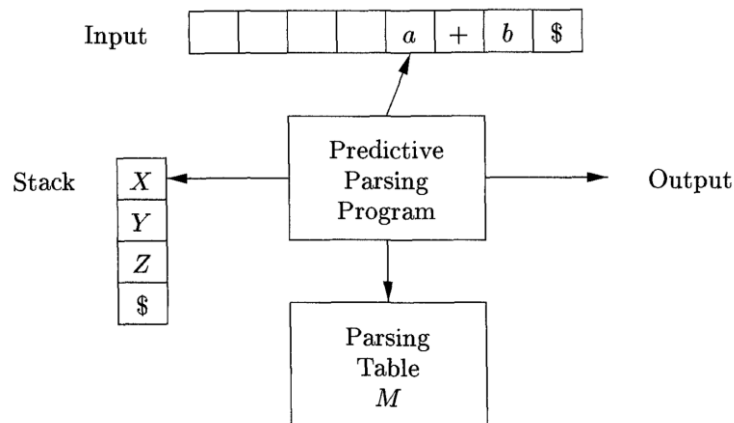 Input a + b $
Predictive
Parsing
Program
Stack X
Y
Z
$
Output
Parsing
Table
M